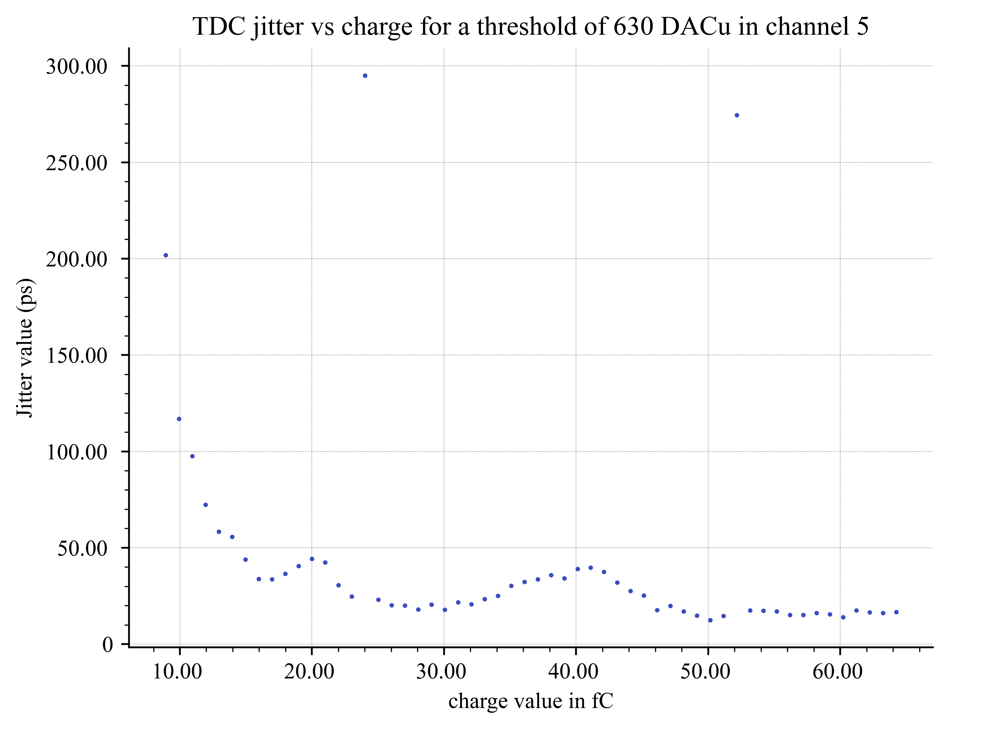 TDC jitter vs charge for a threshold of 630 DACu in channel 5
300.00
250.00
200.00
150.00
100.00
50.00
0
Jitter value (ps)
10.00 20.00 30.00 40.00 50.00 60.00
charge value in fC